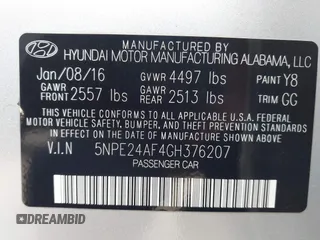 MANUFACTURED BY
HYUNDAI MOTOR MANUFACTURING ALABAMA, LLC
Jan/08/16 GVWR 4497 lbs PAINT Y8
GAWR FRONT 2557 lbs GAWR REAR 2513 lbs TRIM GG
THIS VEHICLE CONFORMS TO ALL APPLICABLE FEDERAL
MOTOR VEHICLE SAFETY, BUMPER, AND THEFT PREVENTION
STANDARDS IN EFFECT ON THE DATE OF MANUFACTURE SHOWN ABOVE.
V.I.N 5NPE24AF4GH376207
PASSENGER CAR
DREAMBID